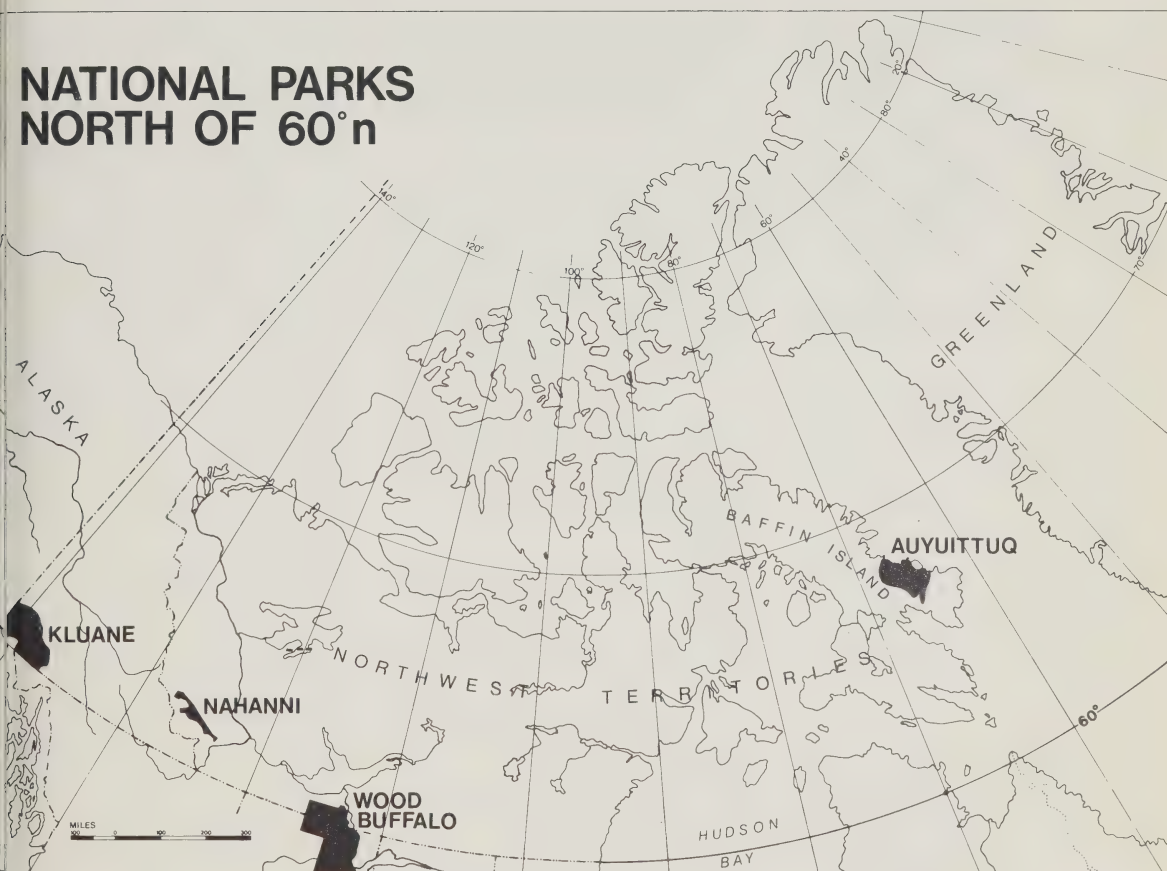 NATIONAL PARKS
NORTH OF 60°n
20°
80°
40°
140°
60°
120°
100°
80°
70°
GREENLAND
ALASKA
BAFFIN ISLAND
AUYUITTUQ
KLUANE
NORTHWEST TERRITORIES
NAHANNI
60°
WOOD
BUFFALO
MILES
100 0 100 200 300
HUDSON
BAY